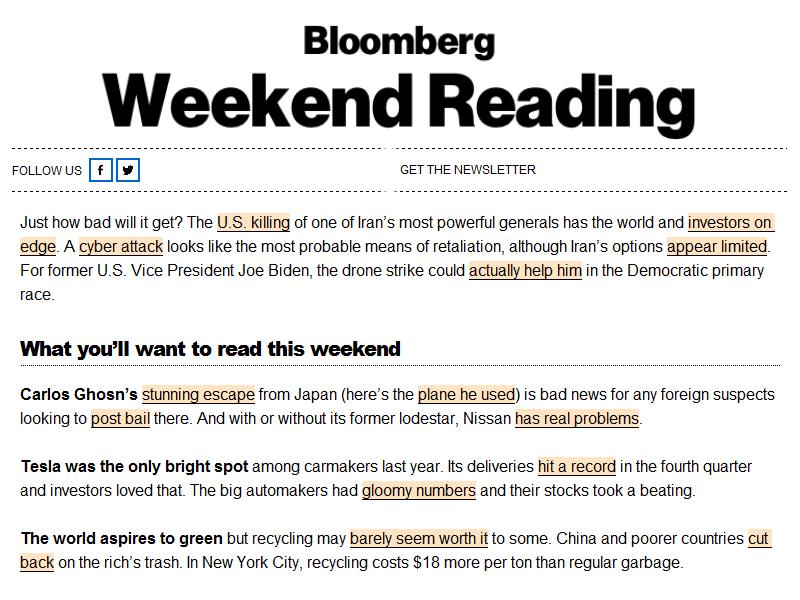 Bloomberg
Weekend Reading
FOLLOW US
GET THE NEWSLETTER
Just how bad will it get? The U.S. killing of one of Iran’s most powerful generals has the world and investors on
edge. A cyber attack looks like the most probable means of retaliation, although Iran’s options appear limited.
For former U.S. Vice President Joe Biden, the drone strike could actually help him in the Democratic primary
race.
What you’ll want to read this weekend
Carlos Ghosn’s stunning escape from Japan (here’s the plane he used) is bad news for any foreign suspects
looking to post bail there. And with or without its former lodestar, Nissan has real problems.
Tesla was the only bright spot among carmakers last year. Its deliveries hit a record in the fourth quarter
and investors loved that. The big automakers had gloomy numbers and their stocks took a beating.
The world aspires to green but recycling may barely seem worth it to some. China and poorer countries cut
back on the rich’s trash. In New York City, recycling costs $18 more per ton than regular garbage.